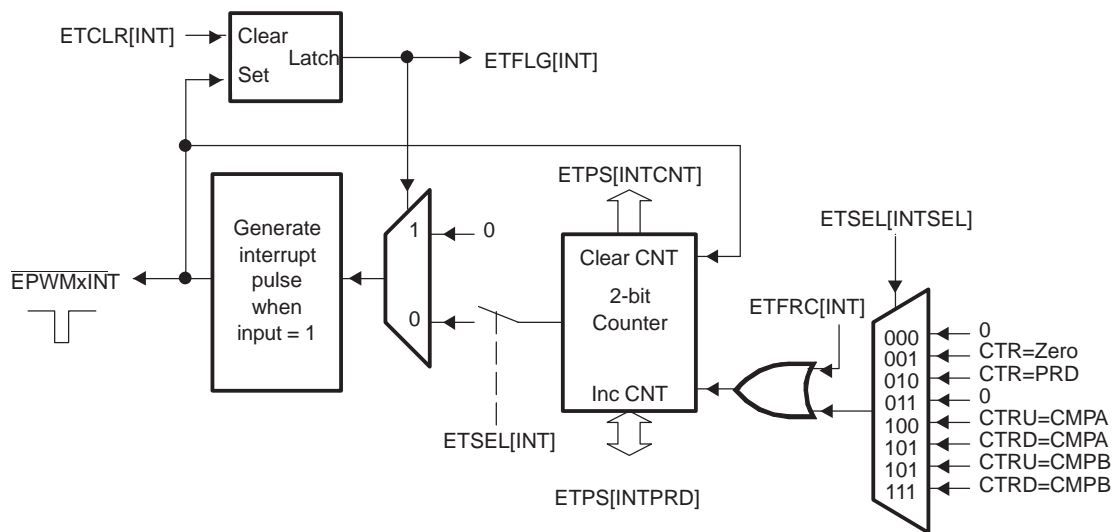 ETCLR[INT]
Clear
Latch
Set
ETFLG[INT]
ETPS[INTCNT]
ETSEL[INTSEL]
Generate
interrupt
pulse
when
input = 1
1
0
0
EPWMxINT
Clear CNT
2-bit
Counter
Inc CNT
ETFRC[INT]
ETSEL[INT]
ETPS[INTPRD]
000
001
010
011
100
101
101
111
0
CTR=Zero
CTR=PRD
0
CTRU=CMPA
CTRD=CMPA
CTRU=CMPB
CTRD=CMPB